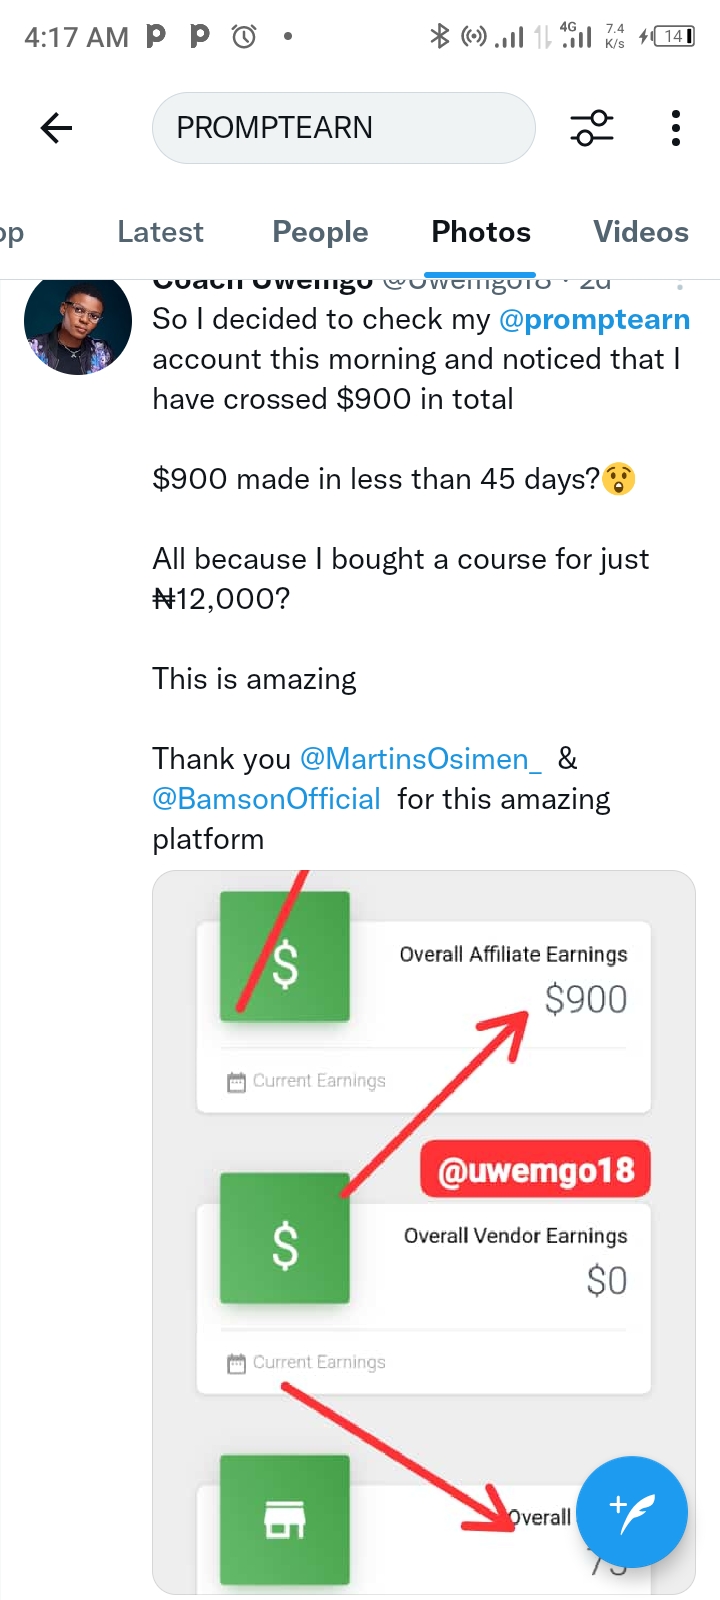 4:17 AM
4G
7.4
K/s
14
PROMPTEARN
op
Latest
People
Photos
Videos
Coach Uwemgo @Uwemgo18 · 2d
So I decided to check my @promptearn
account this morning and noticed that I
have crossed $900 in total
$900 made in less than 45 days?😲
All because I bought a course for just
₦12,000?
This is amazing
Thank you @MartinsOsimen_ &
@BamsonOfficial for this amazing
platform
$
Overall Affiliate Earnings
$900
Current Earnings
@uwemgo18
$
Overall Vendor Earnings
$0
Current Earnings
Overall